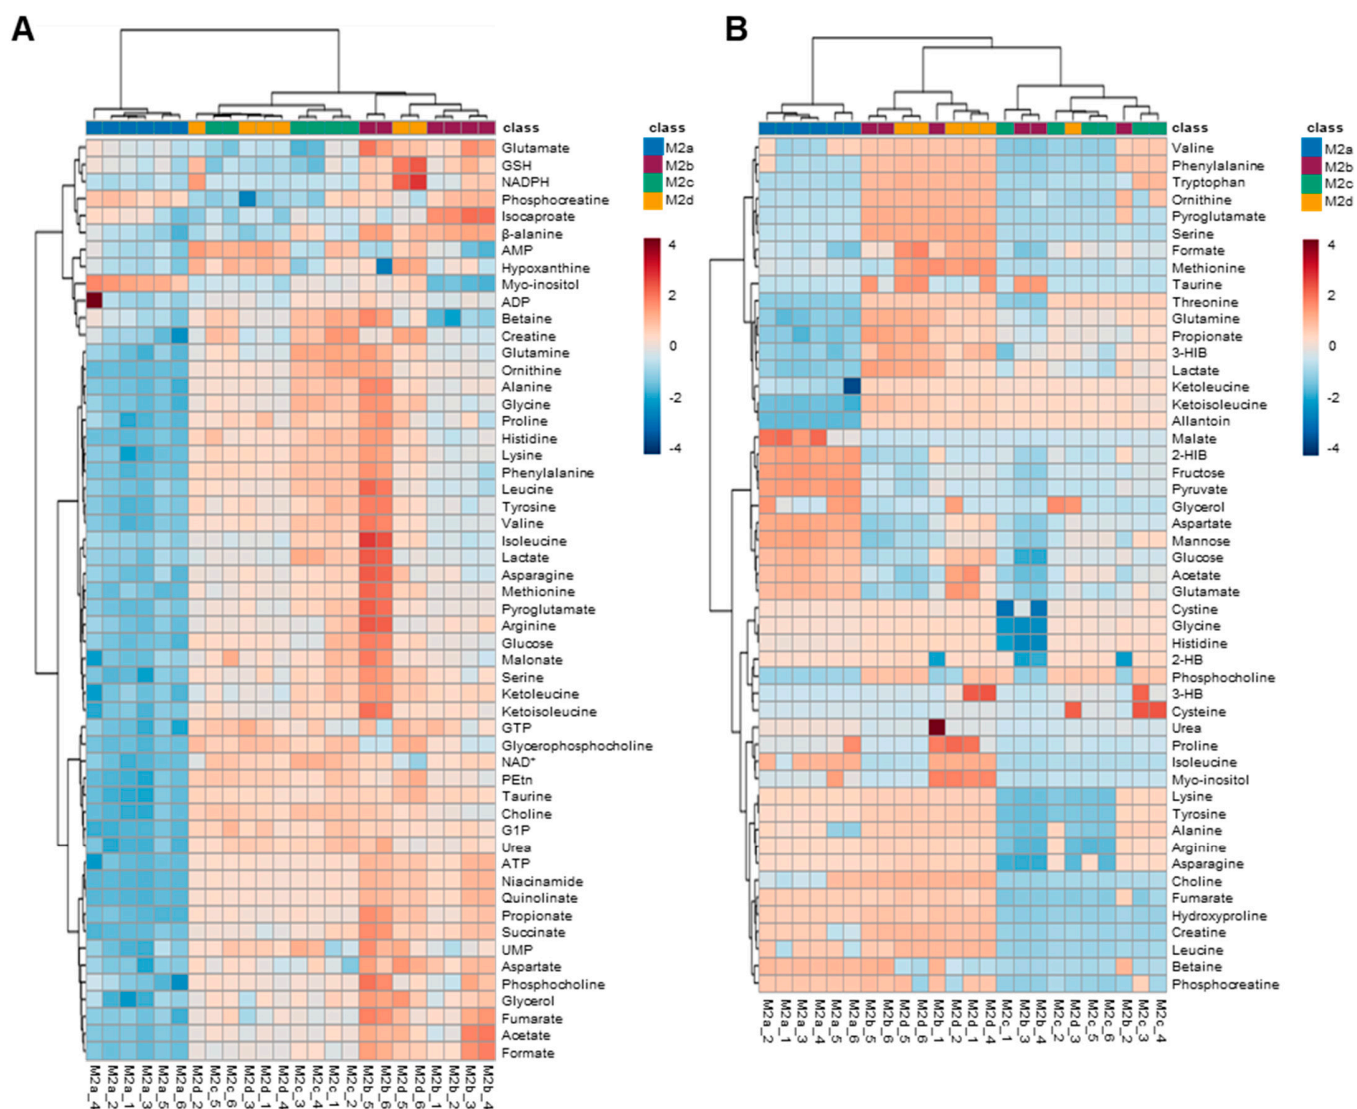 A
class
Glutamate
GSH
NADPH
Phosphocreatine
Isocaproate
β-alanine
AMP
Hypoxanthine
Myo-inositol
ADP
Betaine
Creatine
Glutamine
Ornithine
Alanine
Glycine
Proline
Histidine
Lysine
Phenylalanine
Leucine
Tyrosine
Valine
Isoleucine
Lactate
Asparagine
Methionine
Pyroglutamate
Arginine
Glucose
Malonate
Serine
Ketoleucine
Ketoisoleucine
GTP
Glycerophosphocholine
NAD⁺
PEtn
Taurine
Choline
G1P
Urea
ATP
Niacinamide
Quinolinate
Propionate
Succinate
UMP
Aspartate
Phosphocholine
Glycerol
Fumarate
Acetate
Formate
class
M2a
M2b
M2c
M2d
4
2
0
-2
-4
M2a_4
M2a_2
M2a_1
M2a_3
M2a_5
M2a_6
M2d_2
M2c_5
M2c_6
M2d_3
M2d_1
M2d_4
M2c_3
M2c_4
M2c_1
M2c_2
M2b_5
M2b_6
M2d_5
M2d_6
M2b_1
M2b_2
M2b_3
M2b_4
B
class
Valine
Phenylalanine
Tryptophan
Ornithine
Pyroglutamate
Serine
Formate
Methionine
Taurine
Threonine
Glutamine
Propionate
3-HIB
Lactate
Ketoleucine
Ketoisoleucine
Allantoin
Malate
2-HIB
Fructose
Pyruvate
Glycerol
Aspartate
Mannose
Glucose
Acetate
Glutamate
Cystine
Glycine
Histidine
2-HB
Phosphocholine
3-HB
Cysteine
Urea
Proline
Isoleucine
Myo-inositol
Lysine
Tyrosine
Alanine
Arginine
Asparagine
Choline
Fumarate
Hydroxyproline
Creatine
Leucine
Betaine
Phosphocreatine
class
M2a
M2b
M2c
M2d
4
2
0
-2
-4
M2a_2
M2a_1
M2a_3
M2a_4
M2a_5
M2a_6
M2b_5
M2b_6
M2d_5
M2d_6
M2b_1
M2d_2
M2d_1
M2d_4
M2c_1
M2b_3
M2b_4
M2c_2
M2d_3
M2c_5
M2c_6
M2b_2
M2c_3
M2c_4